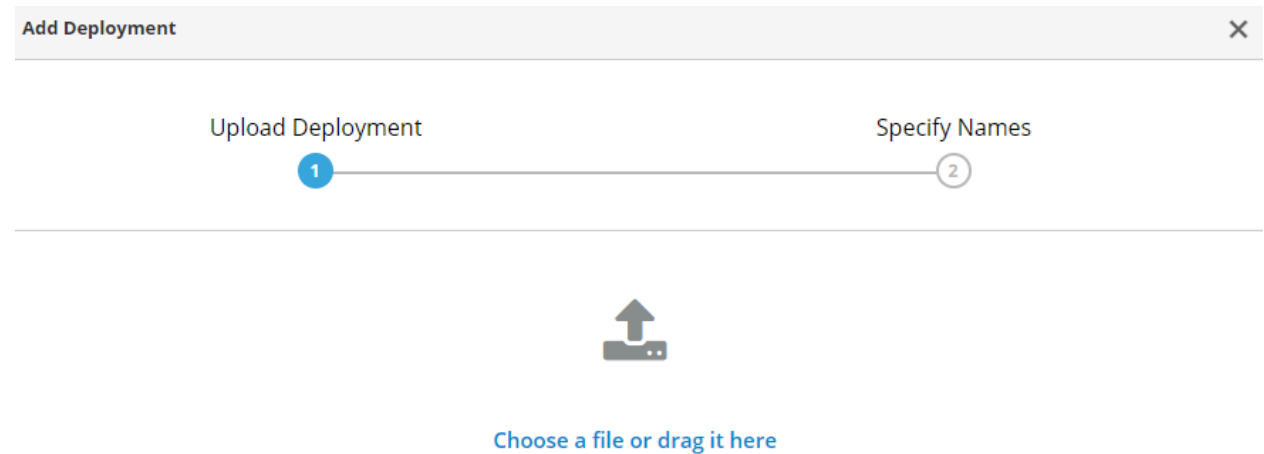 Add Deployment
Upload Deployment
Specify Names
1
2
Choose a file or drag it here